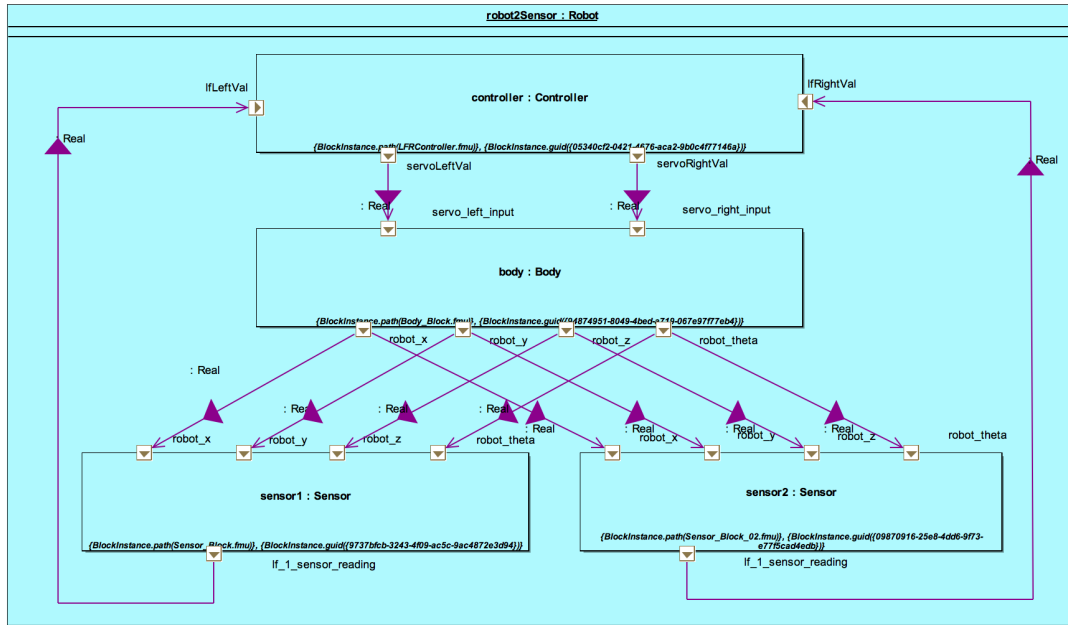 robot2Sensor : Robot
lfLeftVal
lfRightVal
controller : Controller
Real
Real
{BlockInstance.path(LFRController.fmu)}, {BlockInstance.guid({05340cf2-0421-4676-aca2-9b0c4f77146a})}
servoLeftVal
servoRightVal
: Real
: Real
servo_left_input
servo_right_input
body : Body
{BlockInstance.path(Body_Block.fmu)}, {BlockInstance.guid({94874951-8049-4bed-a719-067e97f77eb4})}
robot_x
robot_y
robot_z
robot_theta
: Real
: Real
: Real
: Real
: Real
: Real
: Real
: Real
robot_x
robot_y
robot_z
robot_theta
robot_x
robot_y
robot_z
robot_theta
sensor1 : Sensor
sensor2 : Sensor
{BlockInstance.path(Sensor_Block.fmu)}, {BlockInstance.guid({9737bfcb-3243-4f09-ac5c-9ac4872e3d94})}
{BlockInstance.path(Sensor_Block_02.fmu)}, {BlockInstance.guid({09870916-25e8-4dd6-9f73-
e77f5cad4edb})}
lf_1_sensor_reading
lf_1_sensor_reading